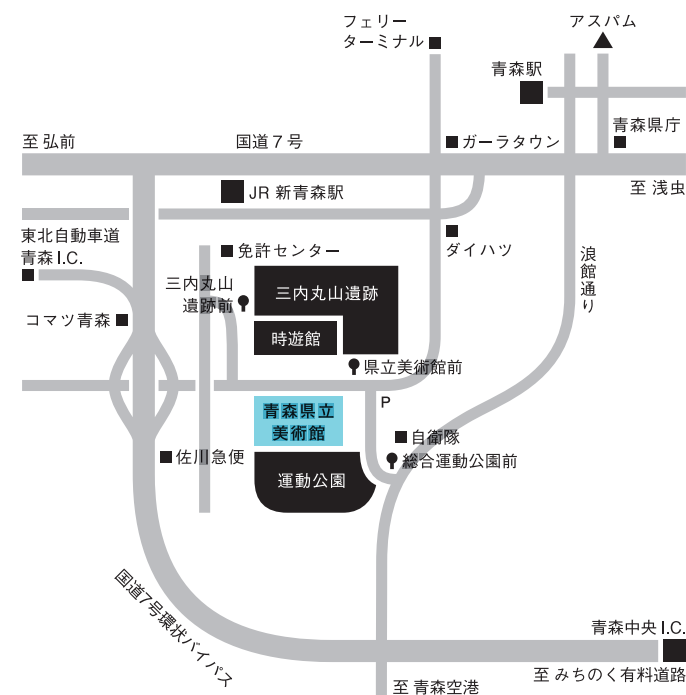 フェリー
ターミナル
アスパム
青森駅
青森県庁
至 弘前
国道７号
ガーラタウン
至 浅虫
JR 新青森駅
東北自動車道
青森 I.C.
免許センター
ダイハツ
浪館通り
三内丸山
遺跡前
三内丸山遺跡
コマツ青森
時遊館
県立美術館前
P
青森県立
美術館
自衛隊
佐川急便
総合運動公園前
運動公園
国道7号環状バイパス
青森中央 I.C.
至 みちのく有料道路
至 青森空港